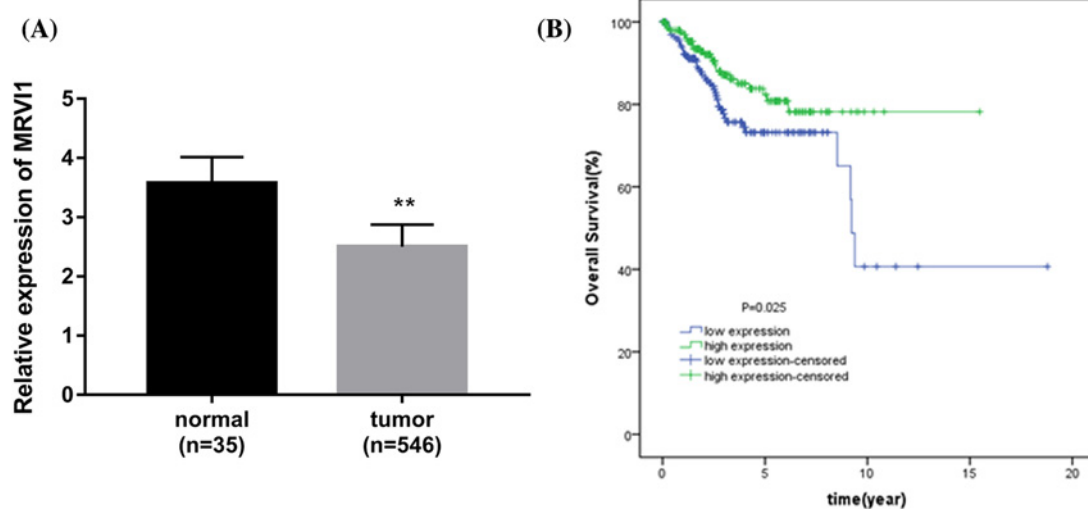 (A)
Relative expression of MRVI1
5
4
3
2
1
0
**
normal
(n=35)
tumor
(n=546)
(B)
Overall Survival(%)
100
80
60
40
20
0
P=0.025
low expression
high expression
low expression-censored
high expression-censored
0
5
10
15
20
time(year)